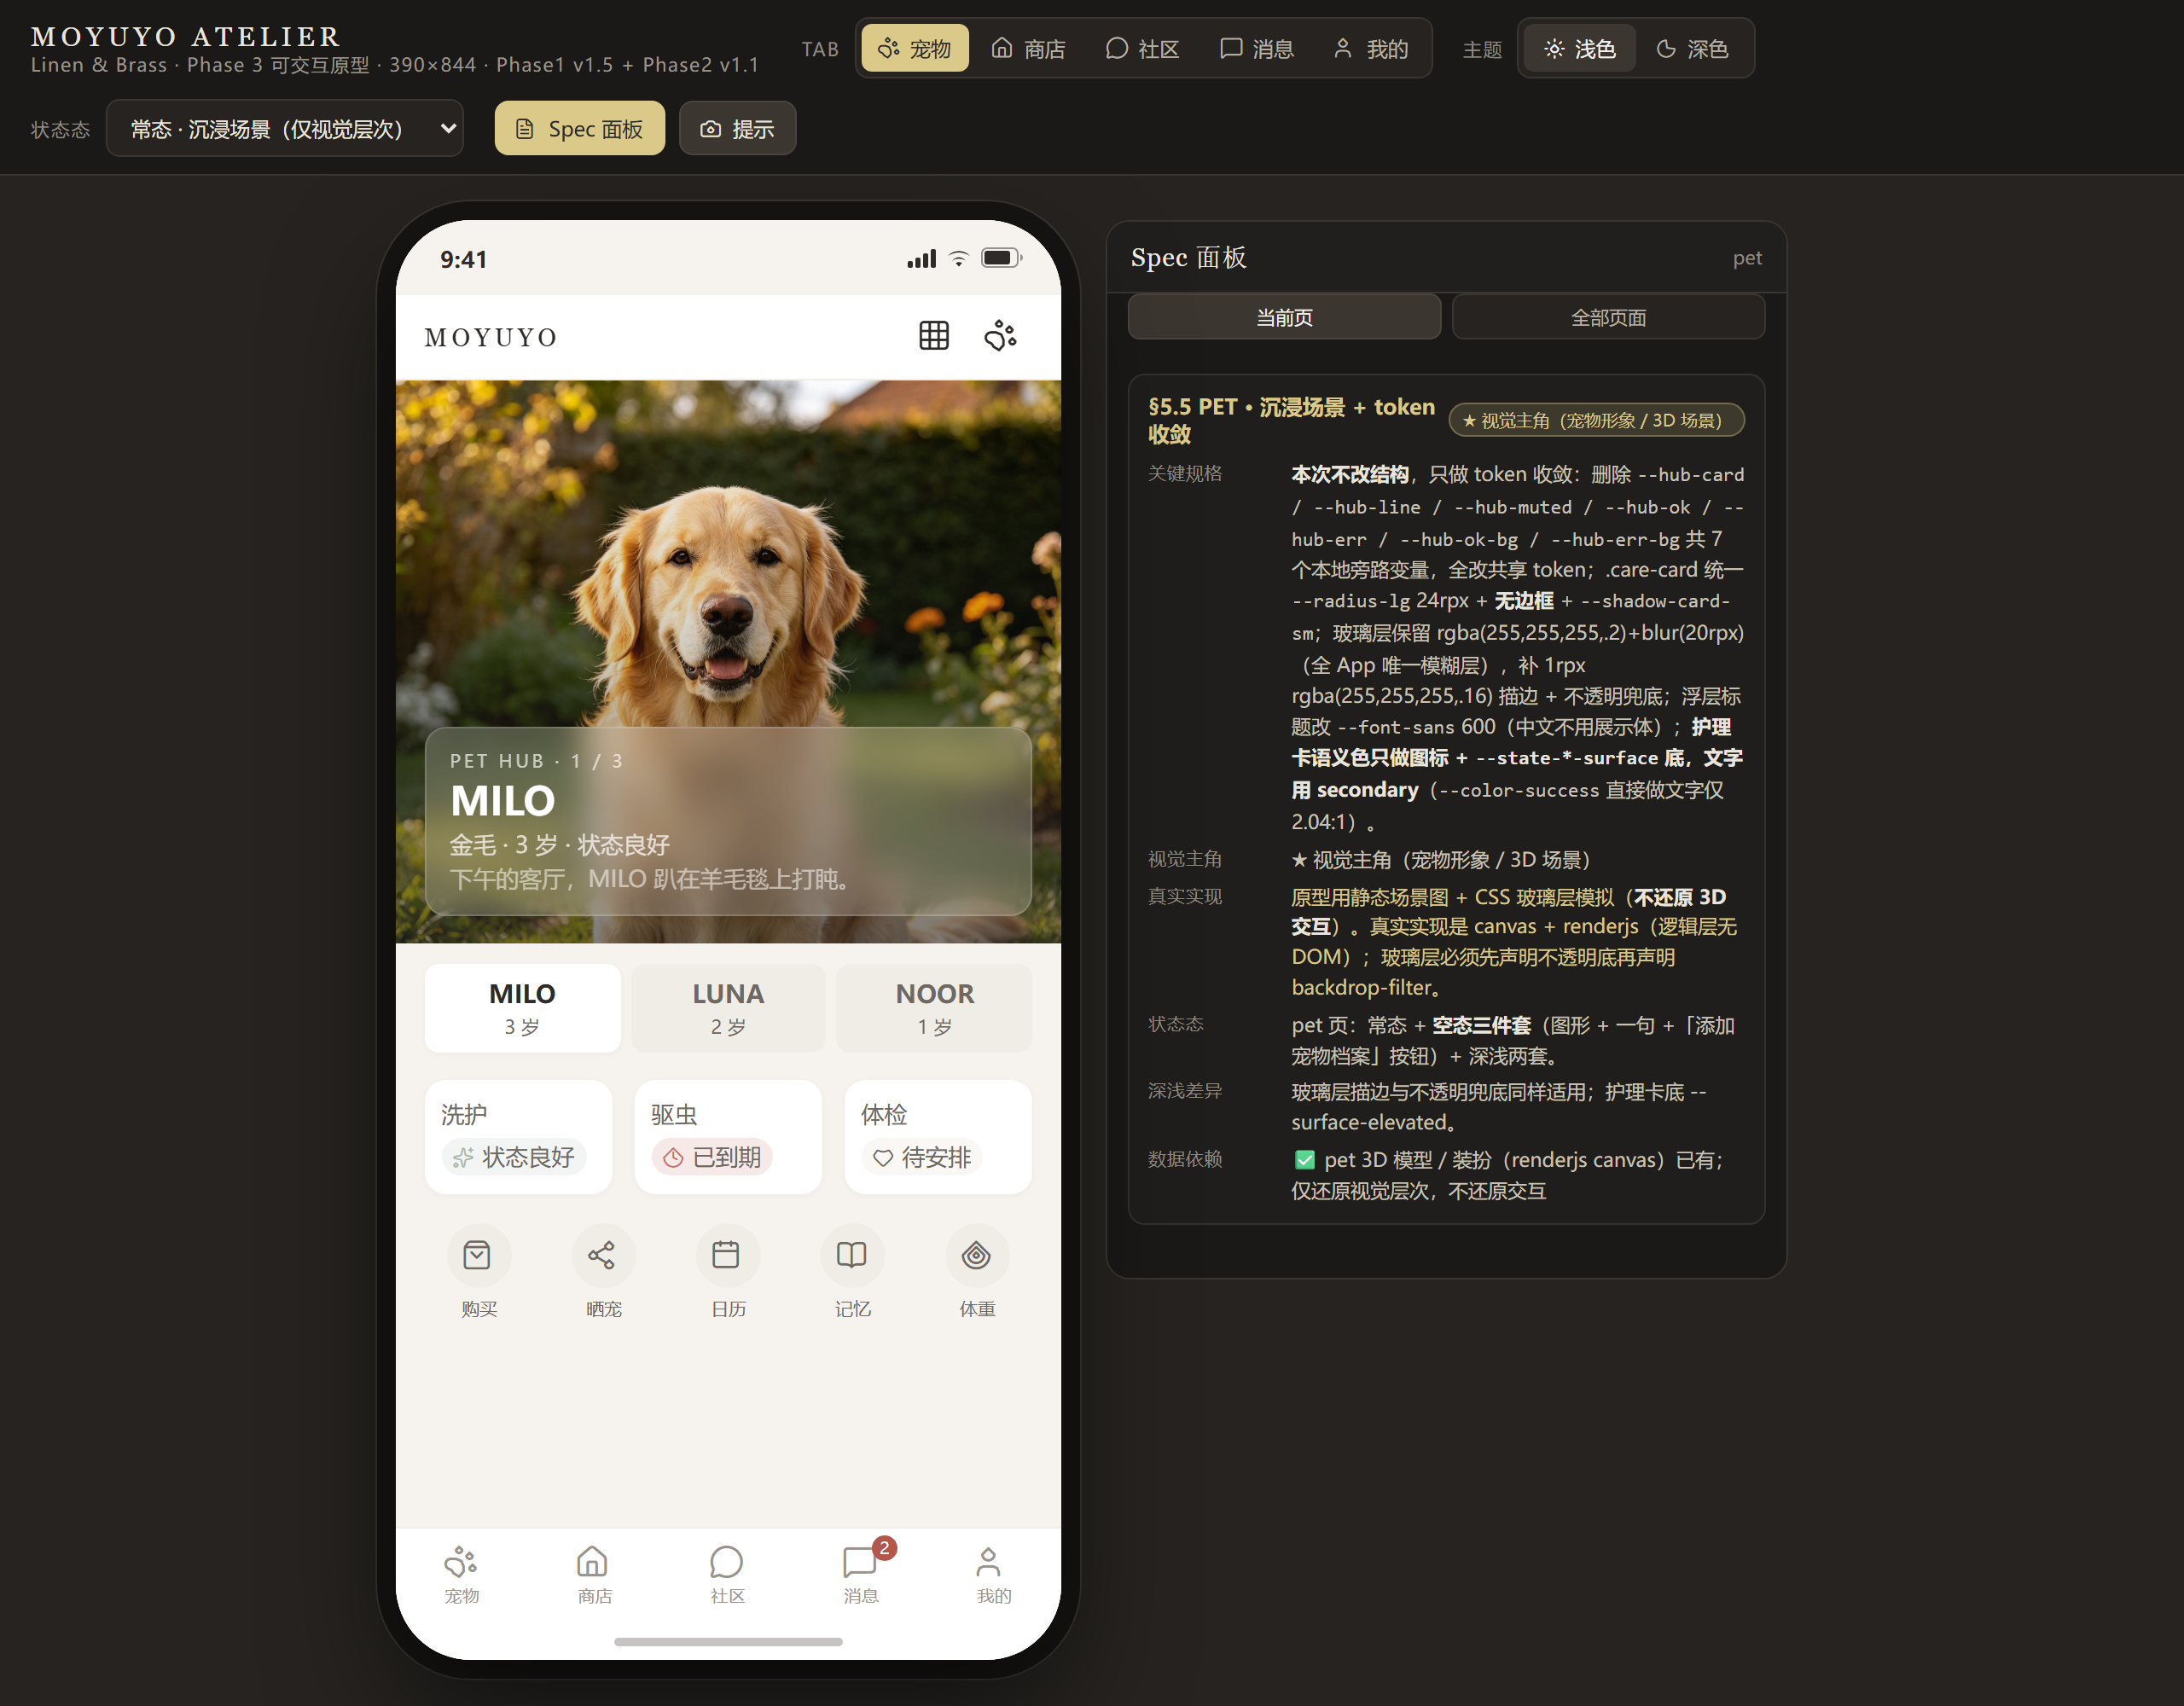 MOYUYO ATELIER
Linen & Brass · Phase 3 可交互原型 · 390×844 · Phase1 v1.5 + Phase2 v1.1
TAB
宠物
商店
社区
消息
我的
主题
浅色
深色
状态态
常态 · 沉浸场景（仅视觉层次）
Spec 面板
提示
9:41
MOYUYO
PET HUB · 1 / 3
MILO
金毛 · 3 岁 · 状态良好
下午的客厅，MILO 趴在羊毛毯上打盹。
MILO
3 岁
LUNA
2 岁
NOOR
1 岁
洗护
状态良好
驱虫
已到期
体检
待安排
购买
晒宠
日历
记忆
体重
宠物
商店
社区
消息
2
我的
Spec 面板
pet
当前页
全部页面
§5.5 PET • 沉浸场景 + token
收敛
★ 视觉主角（宠物形象 / 3D 场景）
关键规格
本次不改结构，只做 token 收敛：删除 --hub-card
/ --hub-line / --hub-muted / --hub-ok / --
hub-err / --hub-ok-bg / --hub-err-bg 共 7
个本地旁路变量，全改共享 token；.care-card 统一
--radius-lg 24rpx + 无边框 + --shadow-card-
sm；玻璃层保留 rgba(255,255,255,.2)+blur(20rpx)
（全 App 唯一模糊层），补 1rpx
rgba(255,255,255,.16) 描边 + 不透明兜底；浮层标
题改 --font-sans 600（中文不用展示体）；护理
卡语义色只做图标 + --state-*-surface 底，文字
用 secondary（--color-success 直接做文字仅
2.04:1）。
视觉主角
★ 视觉主角（宠物形象 / 3D 场景）
真实实现
原型用静态场景图 + CSS 玻璃层模拟（不还原 3D
交互）。真实实现是 canvas + renderjs（逻辑层无
DOM）；玻璃层必须先声明不透明底再声明
backdrop-filter。
状态态
pet 页：常态 + 空态三件套（图形 + 一句 +「添加
宠物档案」按钮）+ 深浅两套。
深浅差异
玻璃层描边与不透明兜底同样适用；护理卡底 --
surface-elevated。
数据依赖
✅ pet 3D 模型 / 装扮（renderjs canvas）已有；
仅还原视觉层次，不还原交互